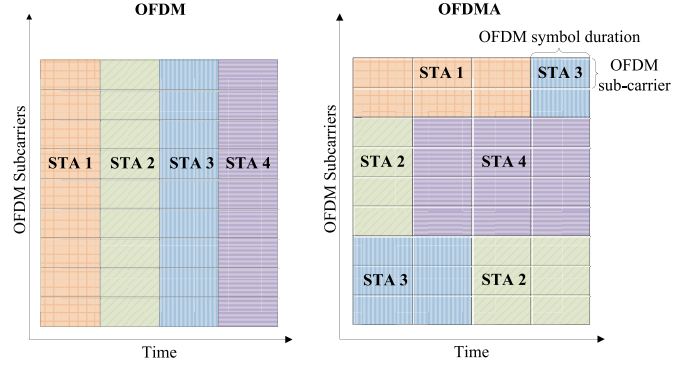 OFDM
OFDM Subcarriers
STA 1
STA 2
STA 3
STA 4
Time
OFDMA
OFDM symbol duration
OFDM
sub-carrier
OFDM Subcarriers
STA 1
STA 3
STA 2
STA 4
STA 3
STA 2
Time